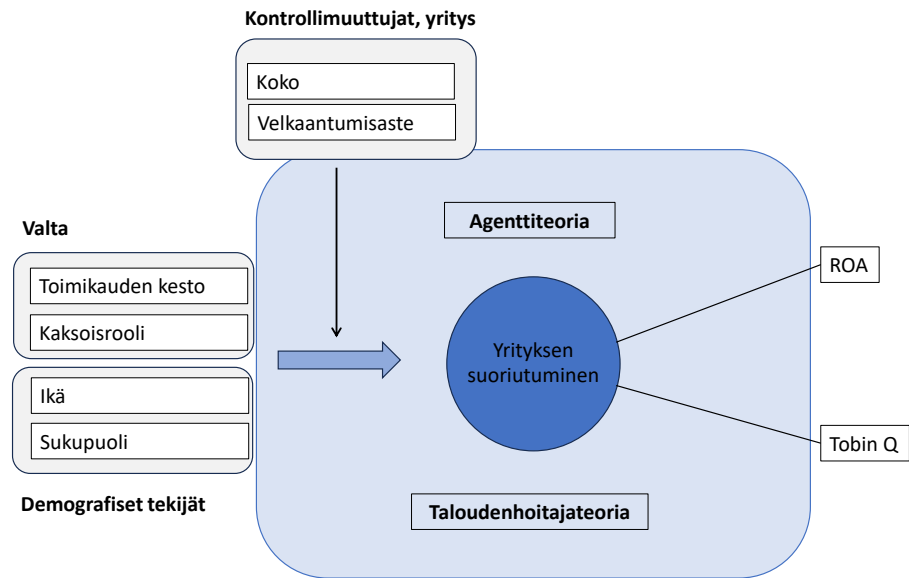 Kontrollimuuttujat, yritys
Koko
Velkaantumisaste
Agenttiteoria
Valta
Toimikauden kesto
Kaksoisrooli
Ikä
Sukupuoli
Demografiset tekijät
Yrityksen
suoriutuminen
ROA
Tobin Q
Taloudenhoitajateoria